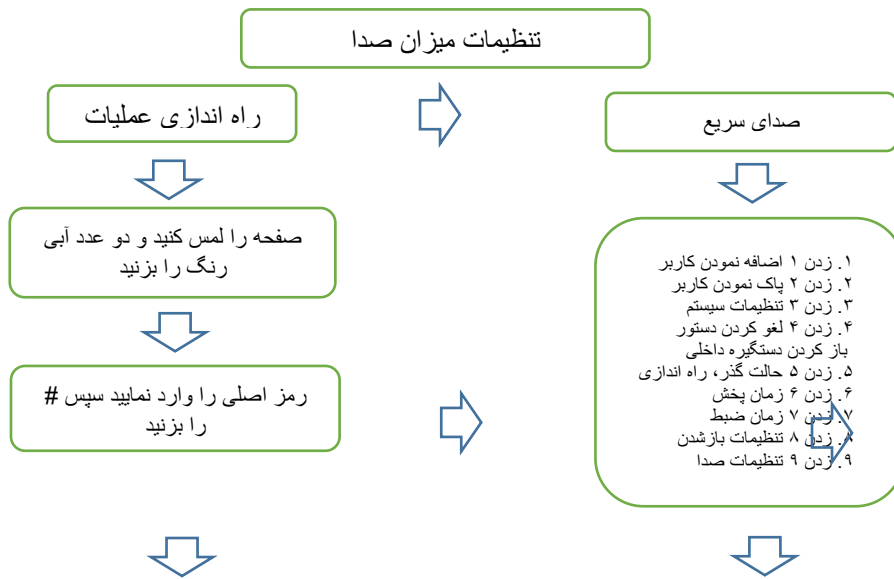 تنظیمات میزان صدا
راه اندازی عملیات
صدای سریع
صفحه را لمس کنید و دو عدد آبی
رنگ را بزنید
رمز اصلی را وارد نمایید سپس #
را بزنید
۱. زدن ۱ اضافه نمودن کاربر
۲. زدن ۲ پاک نمودن کاربر
۳. زدن ۳ تنظیمات سیستم
۴. زدن ۴ لغو کردن دستور
باز کردن دستگیره داخلی
۵. زدن ۵ حالت گذر، راه اندازی
۶. زدن ۶ زمان پخش
۷. زدن ۷ زمان ضبط
۸. زدن ۸ تنظیمات بازشدن
۹. زدن ۹ تنظیمات صدا